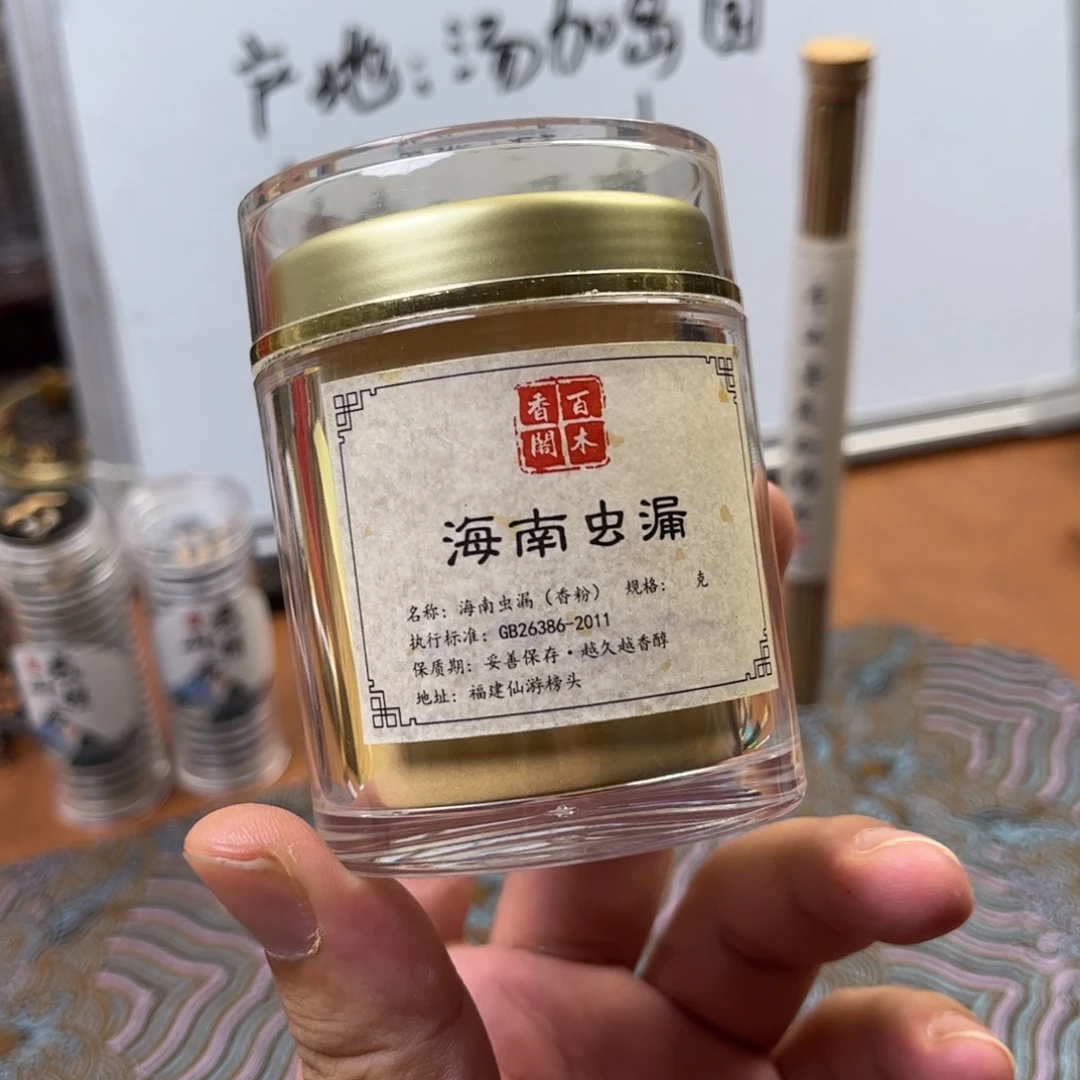 产地：汤加岛国
百木香阁
海南虫漏
名称：海南虫漏（香粉） 规格： 克
执行标准：GB26386-2011
保质期：妥善保存·越久越香醇
地址：福建仙游榜头